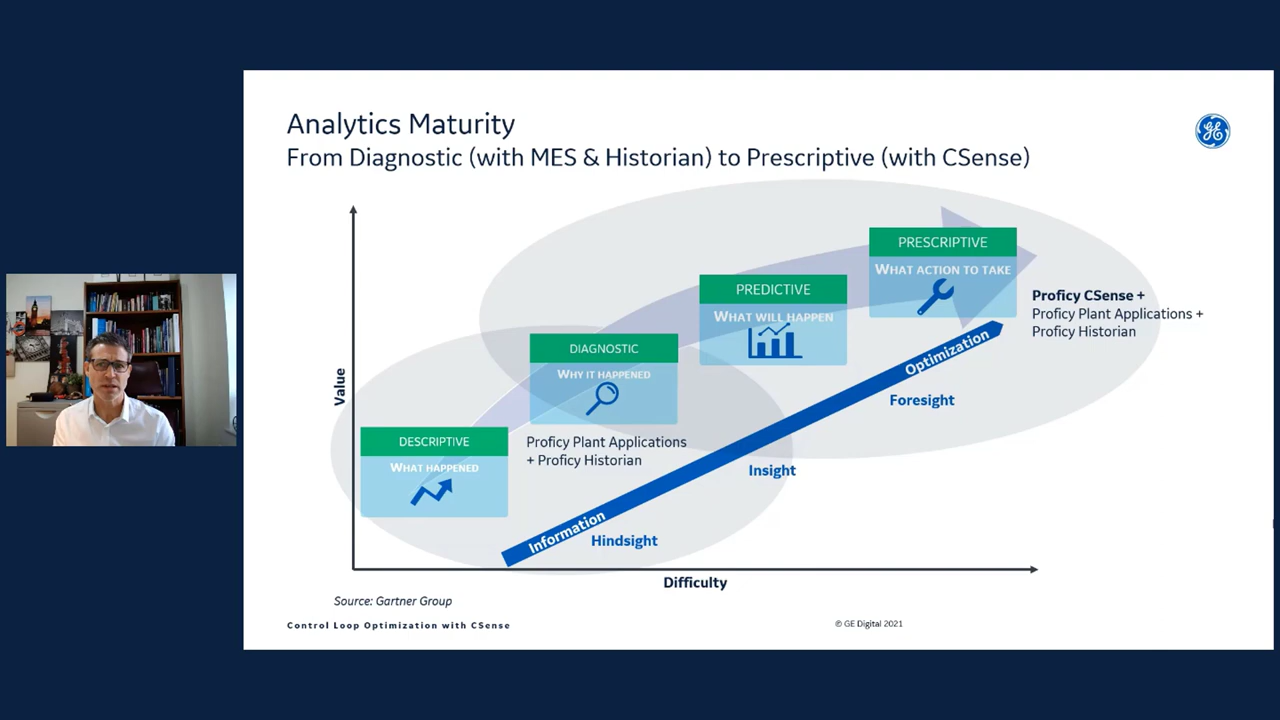 Analytics Maturity
From Diagnostic (with MES & Historian) to Prescriptive (with CSense)
GE
Value
PRESCRIPTIVE
WHAT ACTION TO TAKE
PREDICTIVE
WHAT WILL HAPPEN
DIAGNOSTIC
WHY IT HAPPENED
DESCRIPTIVE
WHAT HAPPENED
Proficy CSense +
Proficy Plant Applications +
Proficy Historian
Proficy Plant Applications
+ Proficy Historian
Optimization
Foresight
Insight
Information
Hindsight
Difficulty
Source: Gartner Group
Control Loop Optimization with CSense
© GE Digital 2021